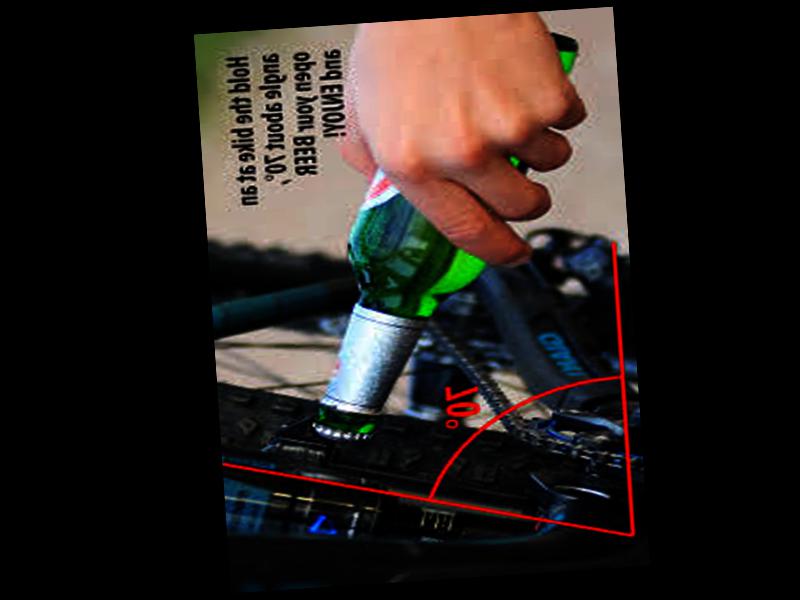 Hold the bike at an
angle about 70°,
open your BEER
and ENJOY!
70°